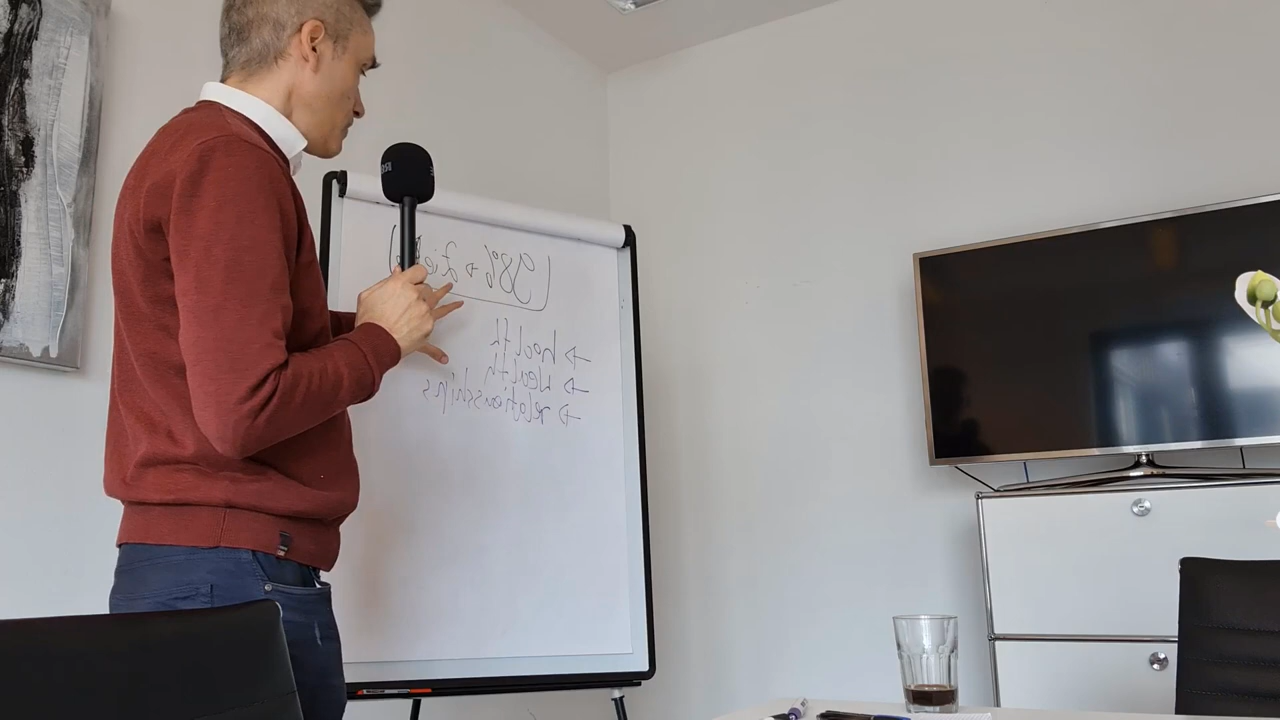 98% →
→ health
→ wealth
→ relationships